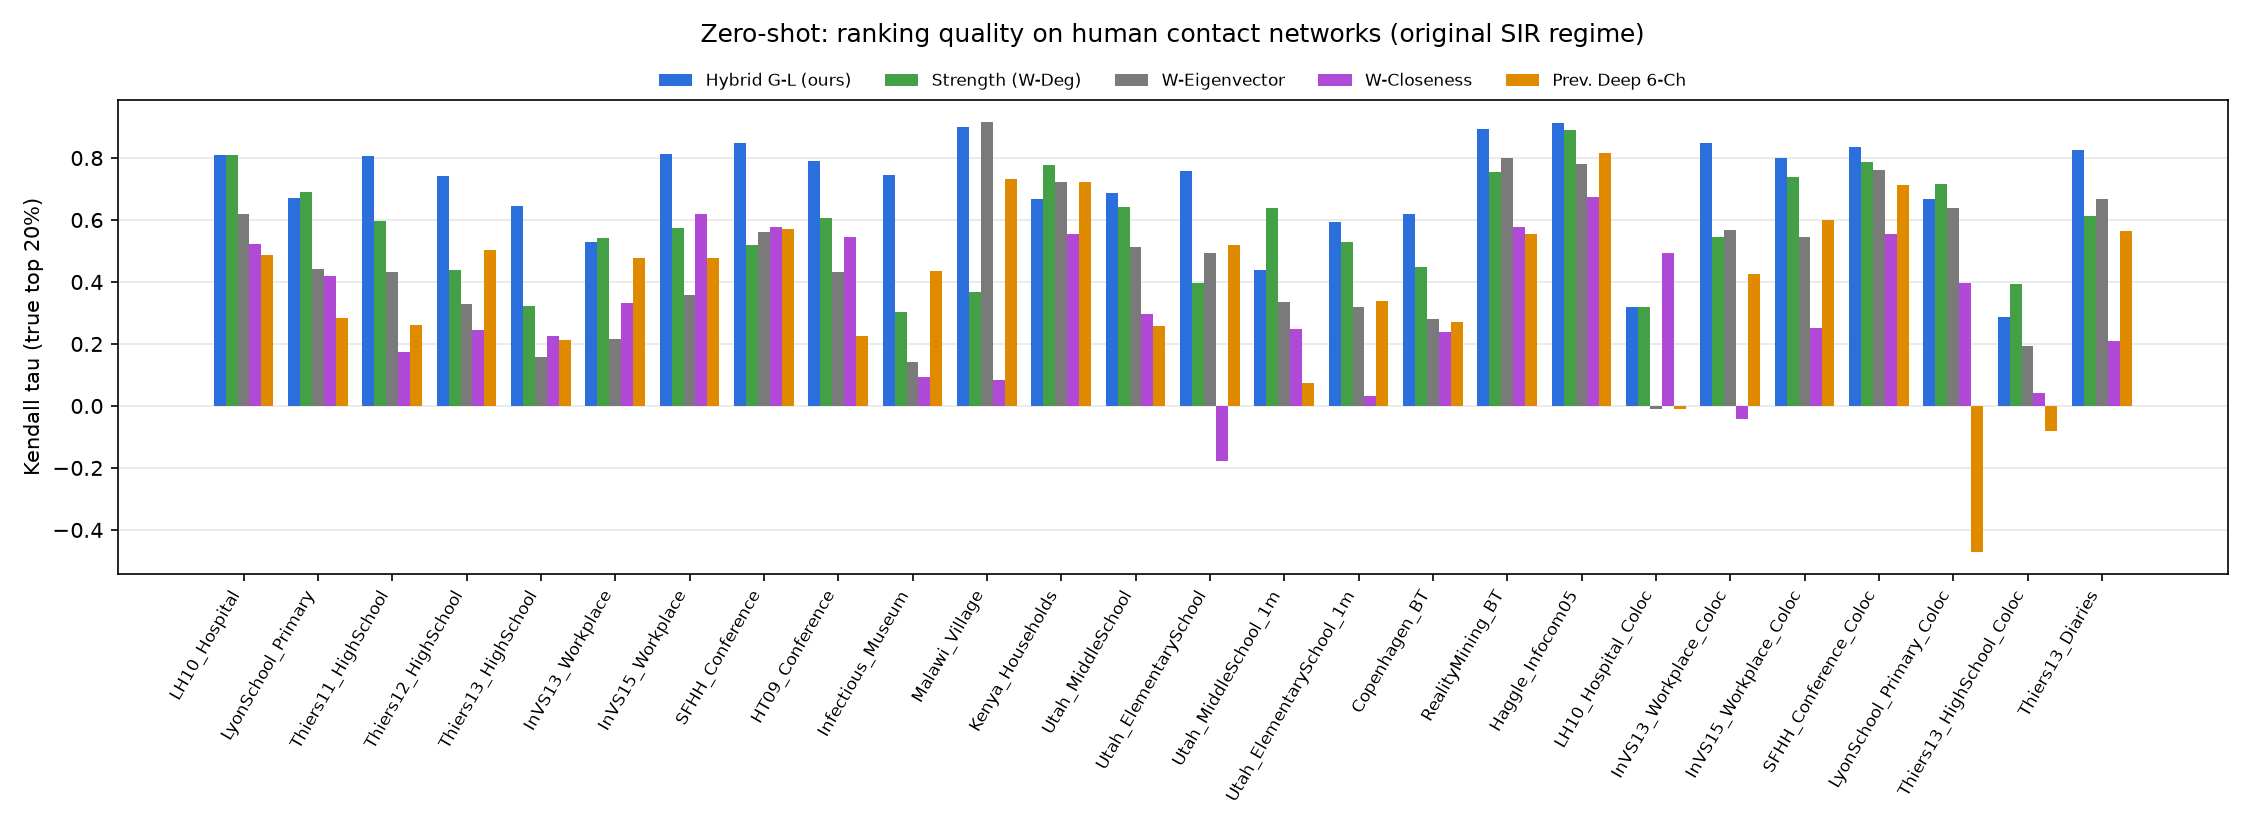 Zero-shot: ranking quality on human contact networks (original SIR regime)
Hybrid G-L (ours) Strength (W-Deg) W-Eigenvector W-Closeness Prev. Deep 6-Ch
Kendall tau (true top 20%)
0.8
0.6
0.4
0.2
0.0
−0.2
−0.4
LH10_Hospital
LyonSchool_Primary
Thiers11_HighSchool
Thiers12_HighSchool
Thiers13_HighSchool
InVS13_Workplace
InVS15_Workplace
SFHH_Conference
HT09_Conference
Infectious_Museum
Malawi_Village
Kenya_Households
Utah_MiddleSchool
Utah_ElementarySchool
Utah_MiddleSchool_1m
Utah_ElementarySchool_1m
Copenhagen_BT
RealityMining_BT
Haggle_Infocom05
LH10_Hospital_Coloc
InVS13_Workplace_Coloc
InVS15_Workplace_Coloc
SFHH_Conference_Coloc
LyonSchool_Primary_Coloc
Thiers13_HighSchool_Coloc
Thiers13_Diaries